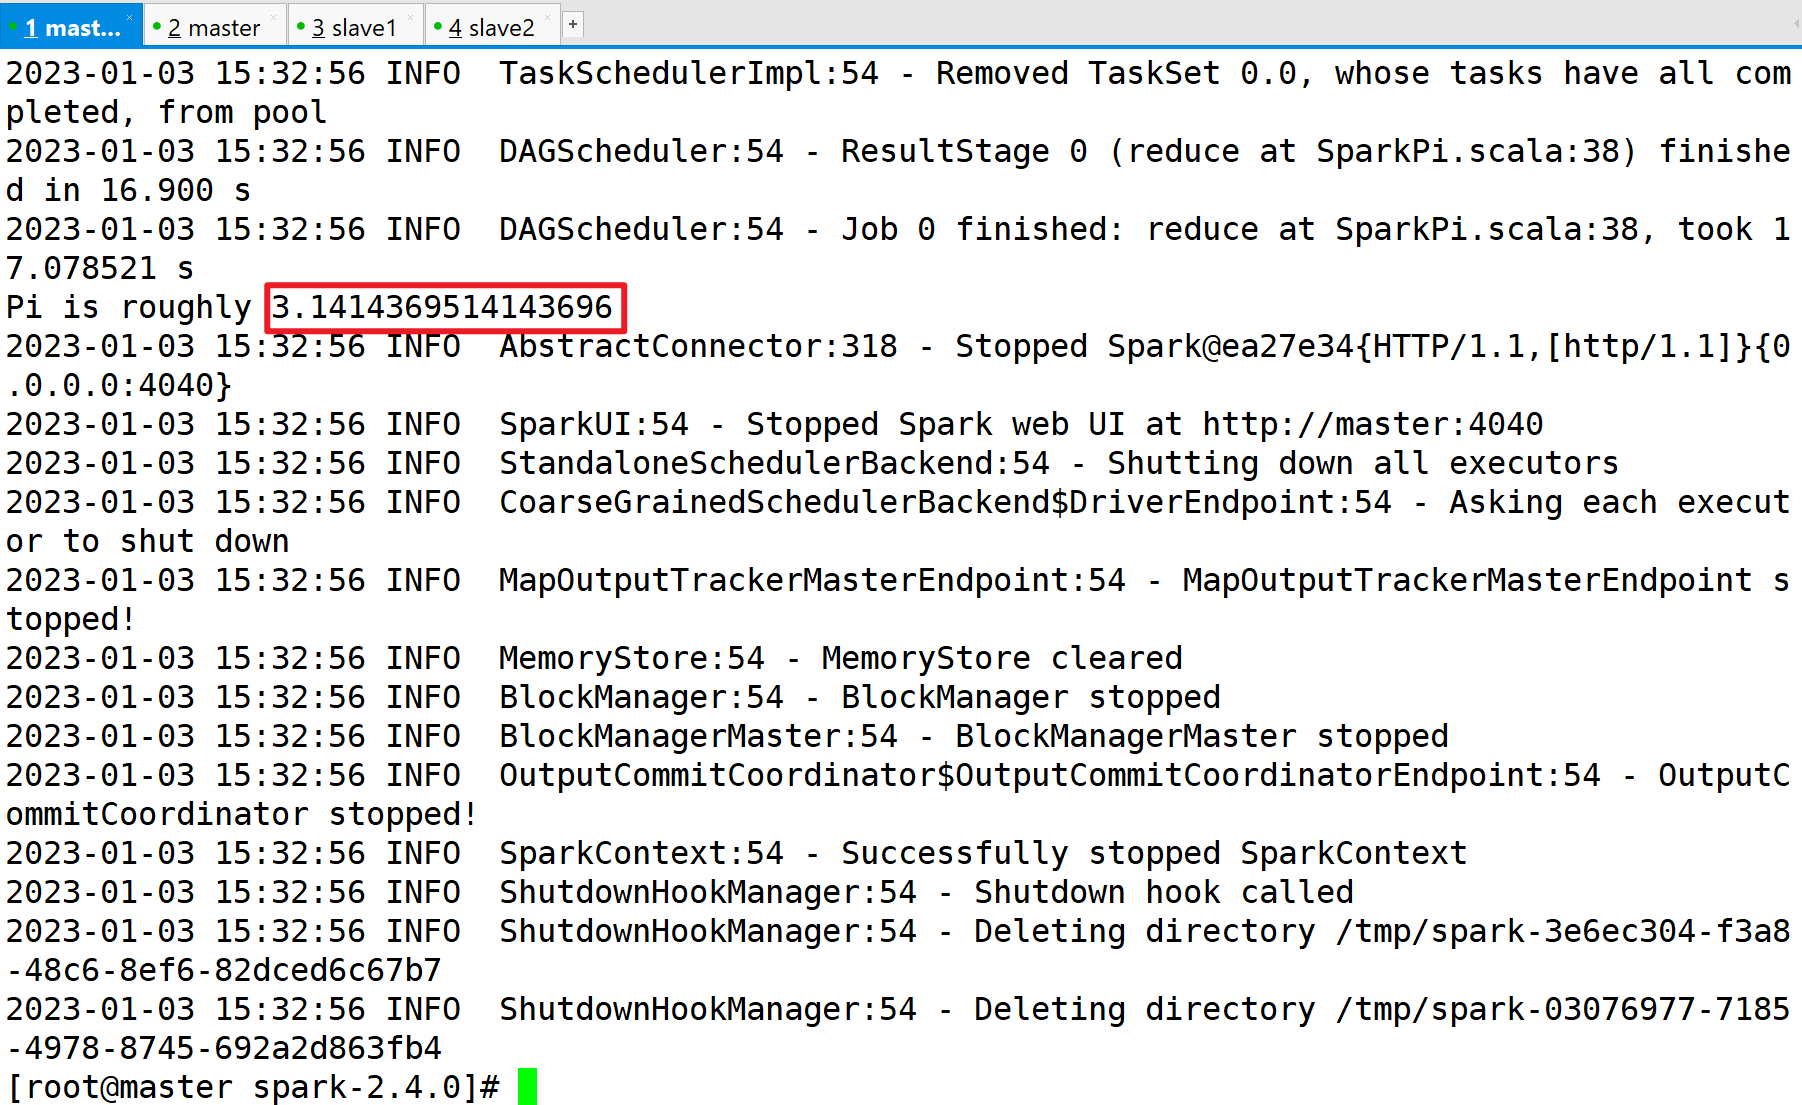 1 mast... × 2 master × 3 slave1 × 4 slave2 × +
2023-01-03 15:32:56 INFO  TaskSchedulerImpl:54 - Removed TaskSet 0.0, whose tasks have all com
pleted, from pool
2023-01-03 15:32:56 INFO  DAGScheduler:54 - ResultStage 0 (reduce at SparkPi.scala:38) finishe
d in 16.900 s
2023-01-03 15:32:56 INFO  DAGScheduler:54 - Job 0 finished: reduce at SparkPi.scala:38, took 1
7.078521 s
Pi is roughly 3.1414369514143696
2023-01-03 15:32:56 INFO  AbstractConnector:318 - Stopped Spark@ea27e34{HTTP/1.1,[http/1.1]}{0
.0.0.0:4040}
2023-01-03 15:32:56 INFO  SparkUI:54 - Stopped Spark web UI at http://master:4040
2023-01-03 15:32:56 INFO  StandaloneSchedulerBackend:54 - Shutting down all executors
2023-01-03 15:32:56 INFO  CoarseGrainedSchedulerBackend$DriverEndpoint:54 - Asking each execut
or to shut down
2023-01-03 15:32:56 INFO  MapOutputTrackerMasterEndpoint:54 - MapOutputTrackerMasterEndpoint s
topped!
2023-01-03 15:32:56 INFO  MemoryStore:54 - MemoryStore cleared
2023-01-03 15:32:56 INFO  BlockManager:54 - BlockManager stopped
2023-01-03 15:32:56 INFO  BlockManagerMaster:54 - BlockManagerMaster stopped
2023-01-03 15:32:56 INFO  OutputCommitCoordinator$OutputCommitCoordinatorEndpoint:54 - OutputC
ommitCoordinator stopped!
2023-01-03 15:32:56 INFO  SparkContext:54 - Successfully stopped SparkContext
2023-01-03 15:32:56 INFO  ShutdownHookManager:54 - Shutdown hook called
2023-01-03 15:32:56 INFO  ShutdownHookManager:54 - Deleting directory /tmp/spark-3e6ec304-f3a8
-48c6-8ef6-82dced6c67b7
2023-01-03 15:32:56 INFO  ShutdownHookManager:54 - Deleting directory /tmp/spark-03076977-7185
-4978-8745-692a2d863fb4
[root@master spark-2.4.0]#